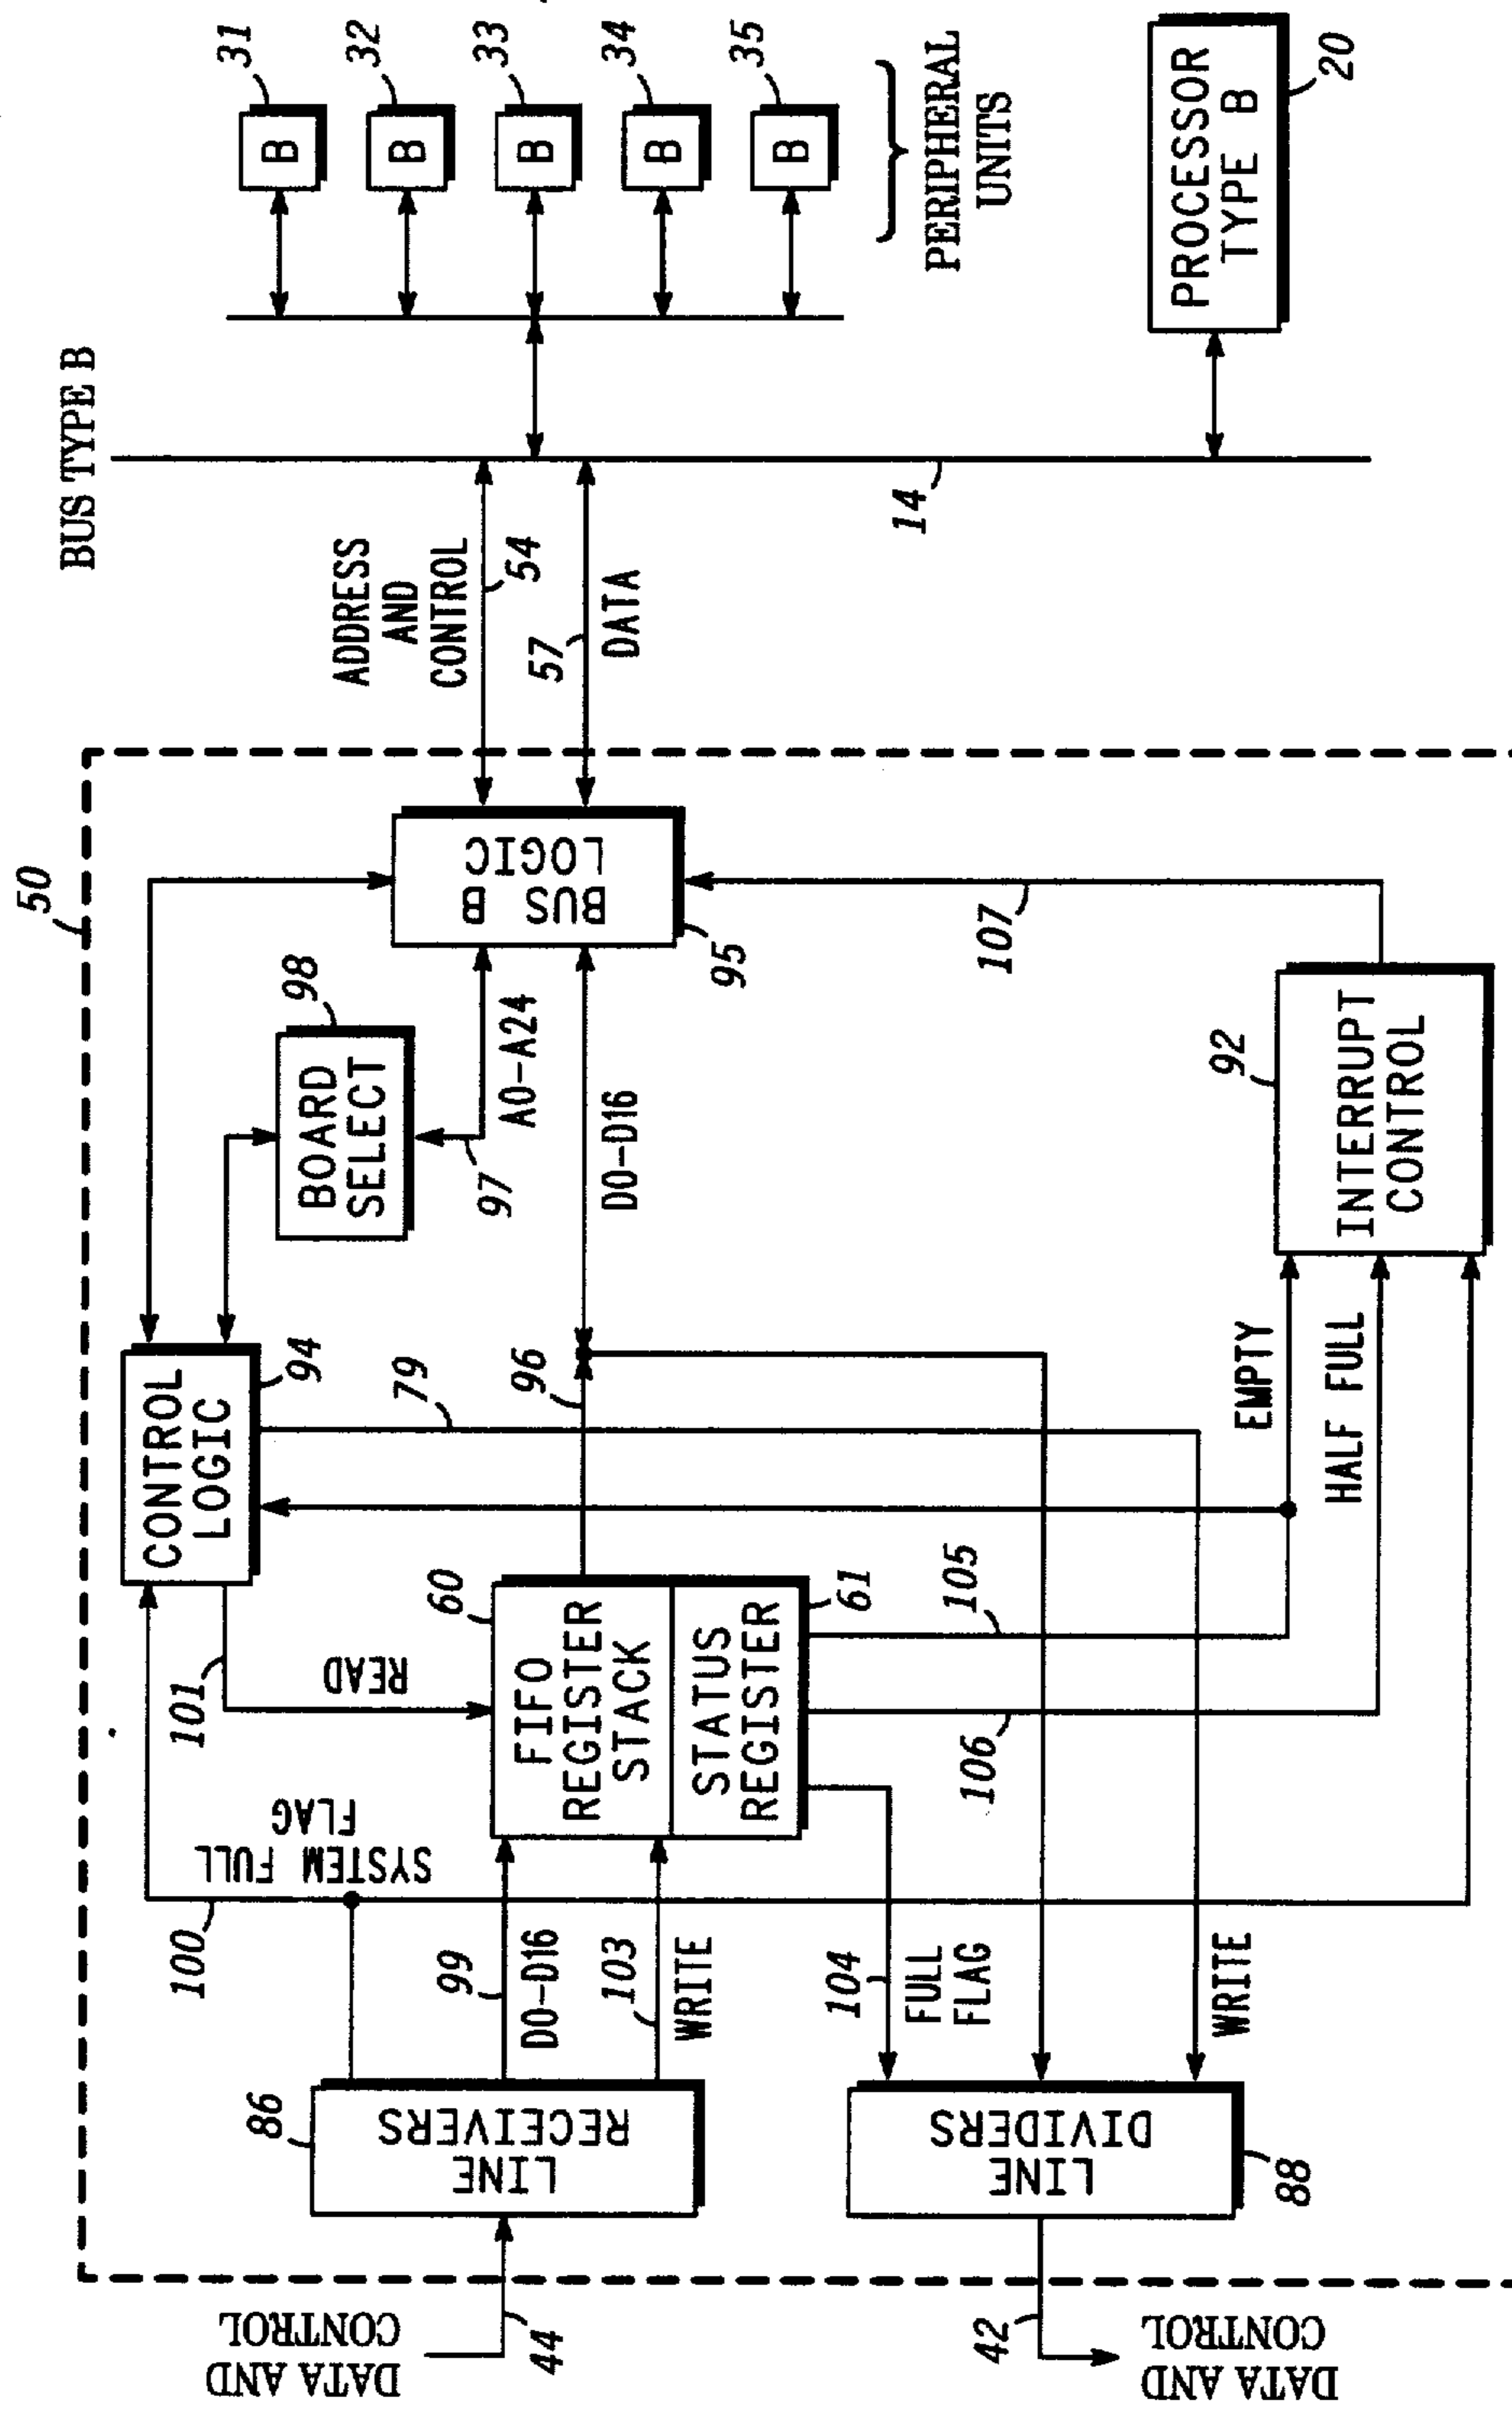 BUS TYPE B
50
31
B
32
B
33
B
34
B
35
B
PERIPHERAL
UNITS
PROCESSOR
TYPE B
20
14
ADDRESS
AND
CONTROL
54
57
DATA
BUS B
LOGIC
95
107
BOARD
SELECT
98
97
A0-A24
D0-D16
96
CONTROL
LOGIC
94
79
101
READ
FIFO
REGISTER
STACK
60
STATUS
REGISTER
61
105
106
EMPTY
HALF FULL
INTERRUPT
CONTROL
92
SYSTEM FULL
FLAG
100
99
D0-D16
103
WRITE
104
FULL
FLAG
WRITE
LINE
RECEIVERS
86
LINE
DIVIDERS
88
DATA AND
CONTROL
44
42
DATA AND
CONTROL